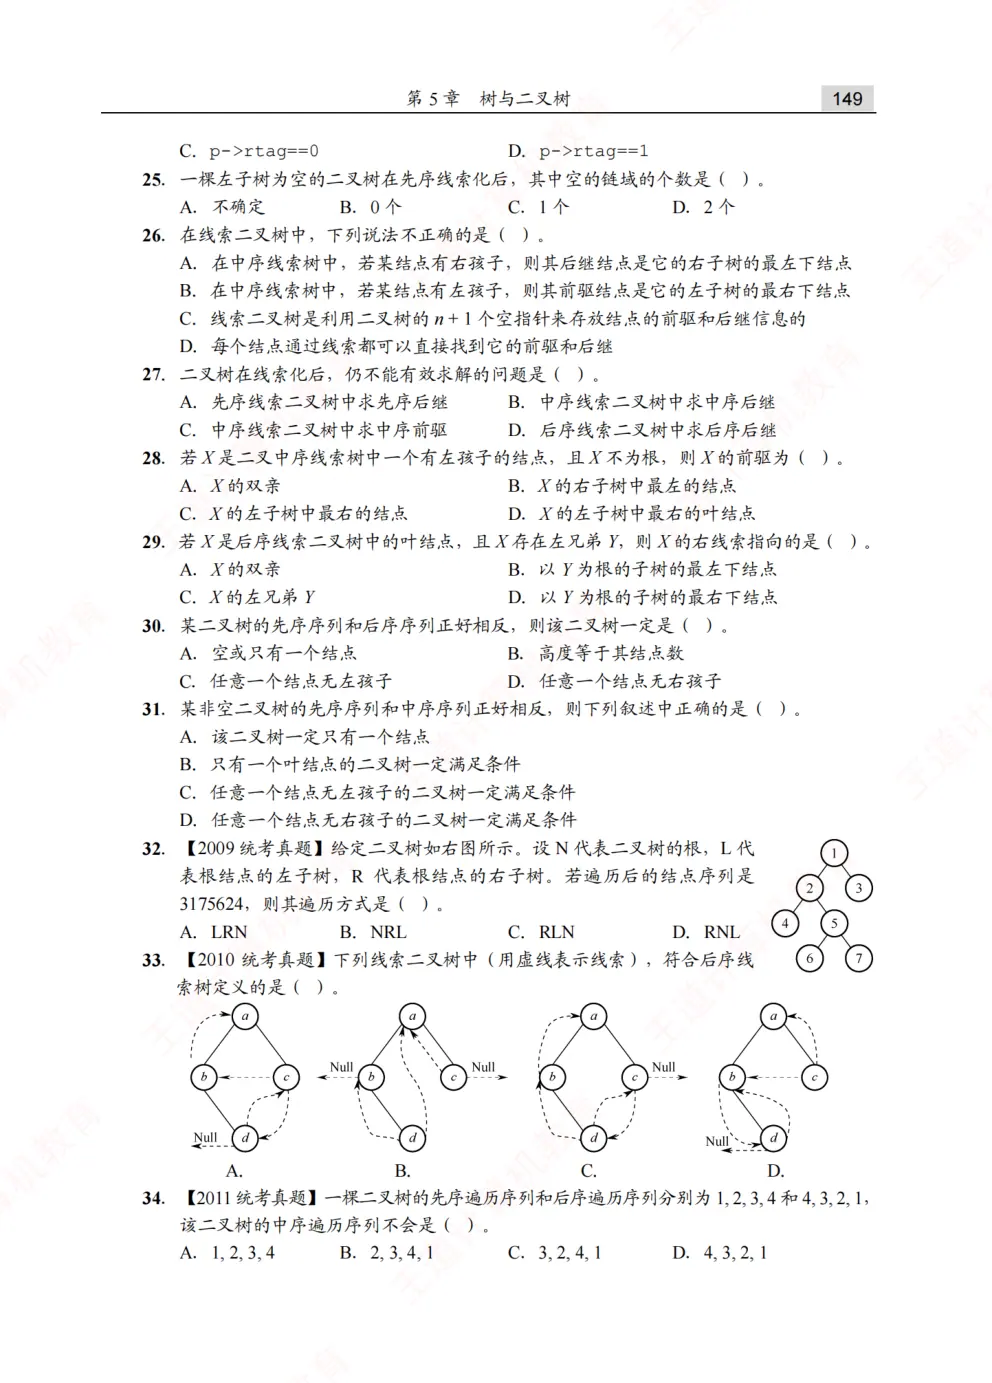 第 5 章 树与二叉树 149
C. p->rtag==0 D. p->rtag==1
25. 一棵左子树为空的二叉树在先序线索化后，其中空的链域的个数是（ ）。
A. 不确定 B. 0 个 C. 1 个 D. 2 个
26. 在线索二叉树中，下列说法不正确的是（ ）。
A. 在中序线索树中，若某结点有右孩子，则其后继结点是它的右子树的最左下结点
B. 在中序线索树中，若某结点有左孩子，则其前驱结点是它的左子树的最右下结点
C. 线索二叉树是利用二叉树的 n + 1 个空指针来存放结点的前驱和后继信息的
D. 每个结点通过线索都可以直接找到它的前驱和后继
27. 二叉树在线索化后，仍不能有效求解的问题是（ ）。
A. 先序线索二叉树中求先序后继 B. 中序线索二叉树中求中序后继
C. 中序线索二叉树中求中序前驱 D. 后序线索二叉树中求后序后继
28. 若 X 是二叉中序线索树中一个有左孩子的结点，且 X 不为根，则 X 的前驱为（ ）。
A. X 的双亲 B. X 的右子树中最左的结点
C. X 的左子树中最右的结点 D. X 的左子树中最右的叶结点
29. 若 X 是后序线索二叉树中的叶结点，且 X 存在左兄弟 Y，则 X 的右线索指向的是（ ）。
A. X 的双亲 B. 以 Y 为根的子树的最左下结点
C. X 的左兄弟 Y D. 以 Y 为根的子树的最右下结点
30. 某二叉树的先序序列和后序序列正好相反，则该二叉树一定是（ ）。
A. 空或只有一个结点 B. 高度等于其结点数
C. 任意一个结点无左孩子 D. 任意一个结点无右孩子
31. 某非空二叉树的先序序列和中序序列正好相反，则下列叙述中正确的是（ ）。
A. 该二叉树一定只有一个结点
B. 只有一个叶结点的二叉树一定满足条件
C. 任意一个结点无左孩子的二叉树一定满足条件
D. 任意一个结点无右孩子的二叉树一定满足条件
32. 【2009 统考真题】给定二叉树如右图所示。设 N 代表二叉树的根，L 代
表根结点的左子树，R 代表根结点的右子树。若遍历后的结点序列是
3175624，则其遍历方式是（ ）。
A. LRN B. NRL C. RLN D. RNL
1
2 3
4 5
6 7
33. 【2010 统考真题】下列线索二叉树中（用虚线表示线索），符合后序线
索树定义的是（ ）。
a a a a
b c Null b c Null b c Null b c
Null d d d Null d
A. B. C. D.
34. 【2011 统考真题】一棵二叉树的先序遍历序列和后序遍历序列分别为 1, 2, 3, 4 和 4, 3, 2, 1，
该二叉树的中序遍历序列不会是（ ）。
A. 1, 2, 3, 4 B. 2, 3, 4, 1 C. 3, 2, 4, 1 D. 4, 3, 2, 1